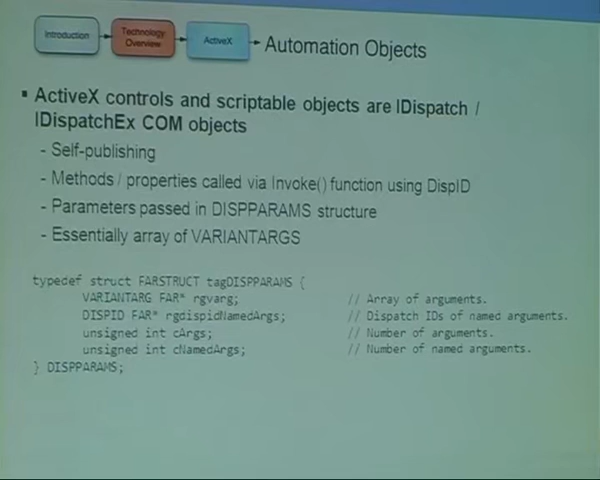 Introduction
Technology
Overview
ActiveX
Automation Objects
▪ ActiveX controls and scriptable objects are IDispatch /
IDispatchEx COM objects
- Self-publishing
- Methods / properties called via Invoke() function using DispID
- Parameters passed in DISPPARAMS structure
- Essentially array of VARIANTARGS
typedef struct FARSTRUCT tagDISPPARAMS {
VARIANTARG FAR* rgvarg; // Array of arguments.
DISPID FAR* rgdispidNamedArgs; // Dispatch IDs of named arguments.
unsigned int cArgs; // Number of arguments.
unsigned int cNamedArgs; // Number of named arguments.
} DISPPARAMS;